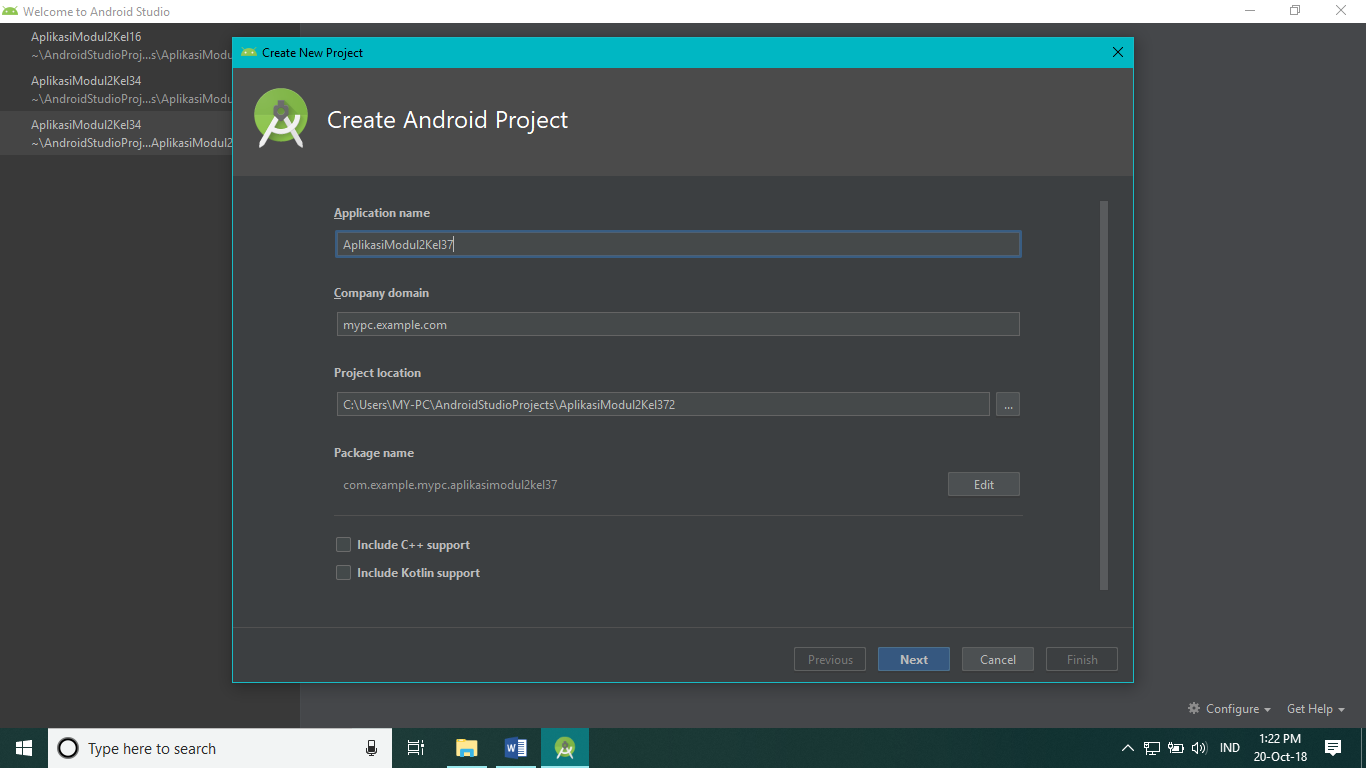 Welcome to Android Studio
AplikasiModul2Kel16
~\AndroidStudioProj...s\AplikasiModu
AplikasiModul2Kel34
~\AndroidStudioProj...s\AplikasiModu
AplikasiModul2Kel34
~\AndroidStudioProj...AplikasiModul2
Create New Project
Create Android Project
Application name
AplikasiModul2Kel37
Company domain
mypc.example.com
Project location
C:\Users\MY-PC\AndroidStudioProjects\AplikasiModul2Kel372
...
Package name
com.example.mypc.aplikasimodul2kel37
Edit
Include C++ support
Include Kotlin support
Previous
Next
Cancel
Finish
Configure
Get Help
Type here to search
IND
1:22 PM
20-Oct-18